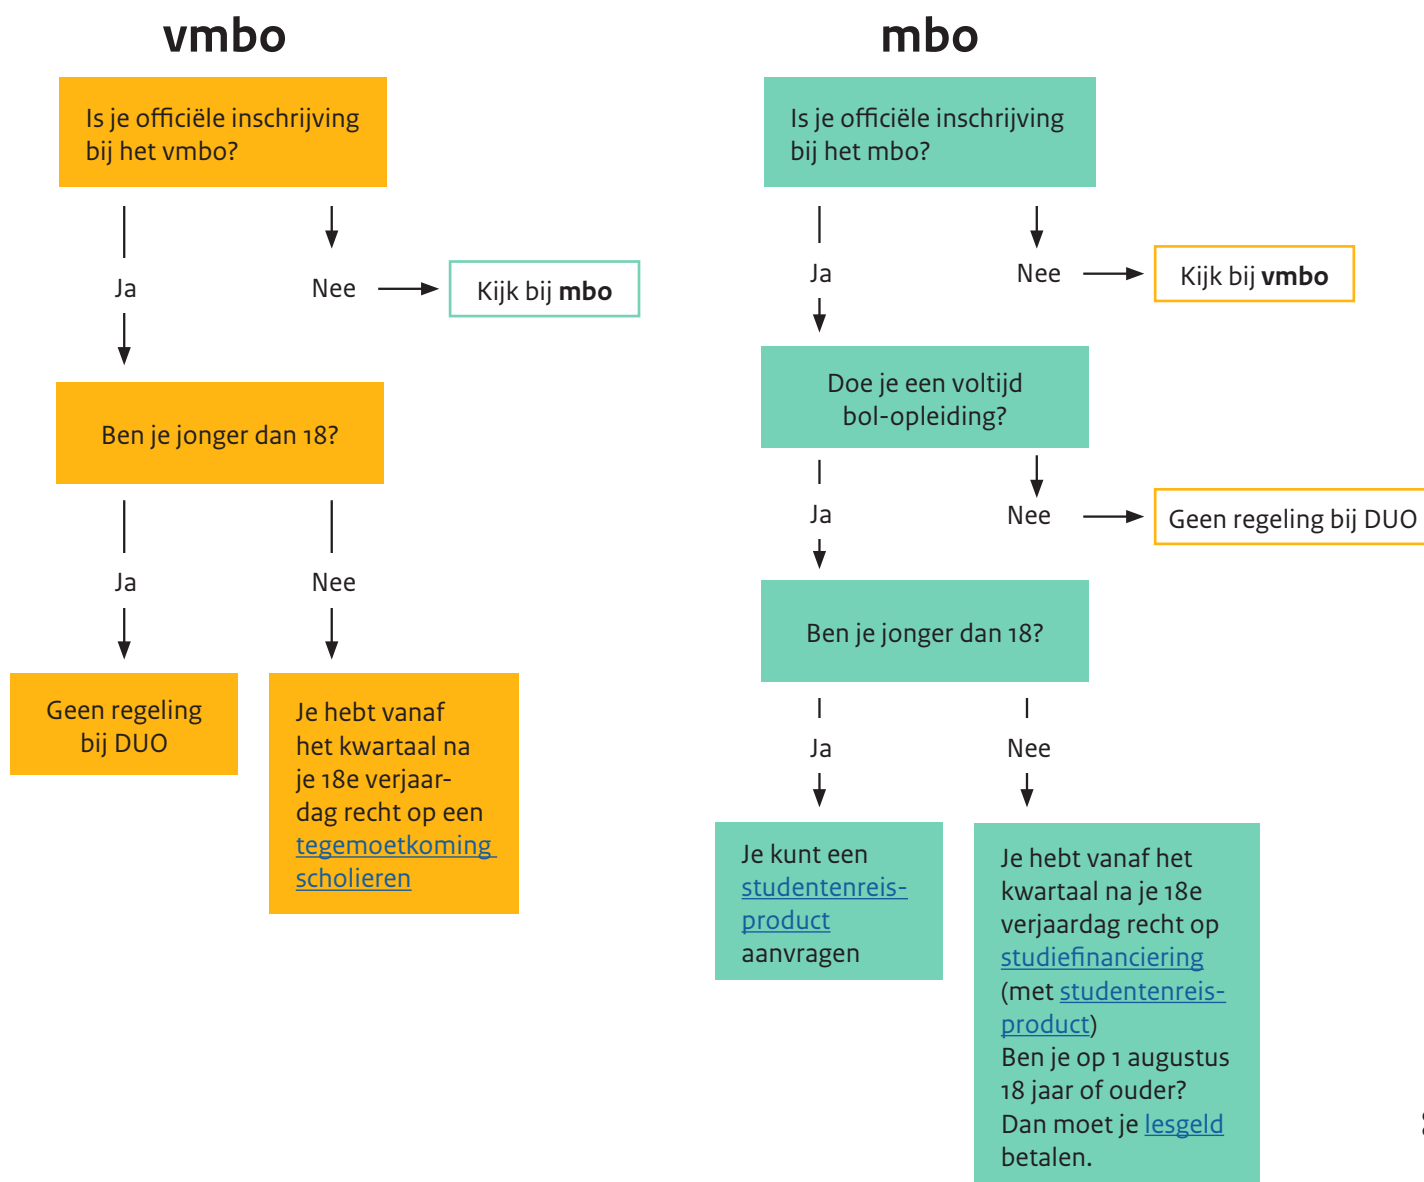 vmbo
Is je officiële inschrijving
bij het vmbo?
Ja
Nee
Kijk bij mbo
Ben je jonger dan 18?
Ja
Nee
Geen regeling
bij DUO
Je hebt vanaf
het kwartaal na
je 18e verjaar-
dag recht op een
tegemoetkoming
scholieren
mbo
Is je officiële inschrijving
bij het mbo?
Ja
Nee
Kijk bij vmbo
Doe je een voltijd
bol-opleiding?
Ja
Nee
Geen regeling bij DUO
Ben je jonger dan 18?
Ja
Nee
Je kunt een
studentenreis-
product
aanvragen
Je hebt vanaf het
kwartaal na je 18e
verjaardag recht op
studiefinanciering
(met studentenreis-
product)
Ben je op 1 augustus
18 jaar of ouder?
Dan moet je lesgeld
betalen.